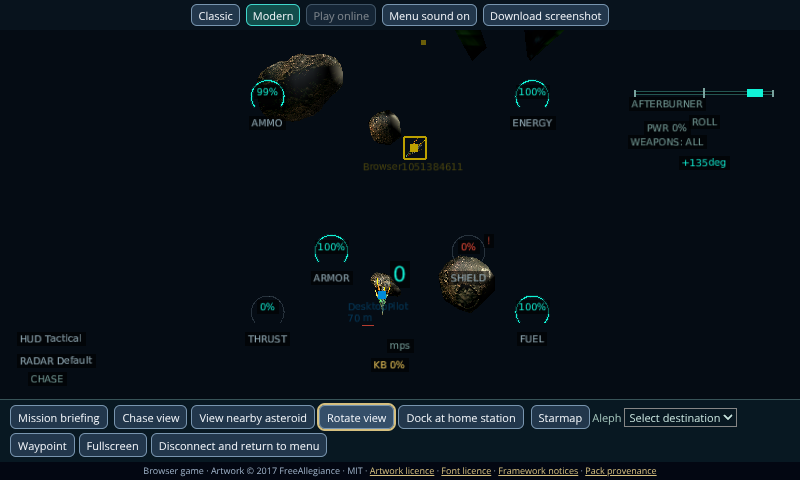 Classic Modern Play online Menu sound on Download screenshot
99%
AMMO
100%
ENERGY
AFTERBURNER
ROLL
PWR 0%
WEAPONS: ALL
+135deg
Browser1051384611
100%
ARMOR
0% !
SHIELD
0
0%
THRUST
70 m
100%
FUEL
mps
KB 0%
HUD Tactical
RADAR Default
CHASE
Mission briefing Chase view View nearby asteroid Rotate view Dock at home station Starmap Aleph Select destination
Waypoint Fullscreen Disconnect and return to menu
Browser game · Artwork © 2017 FreeAllegiance · MIT · Artwork licence · Font licence · Framework notices · Pack provenance